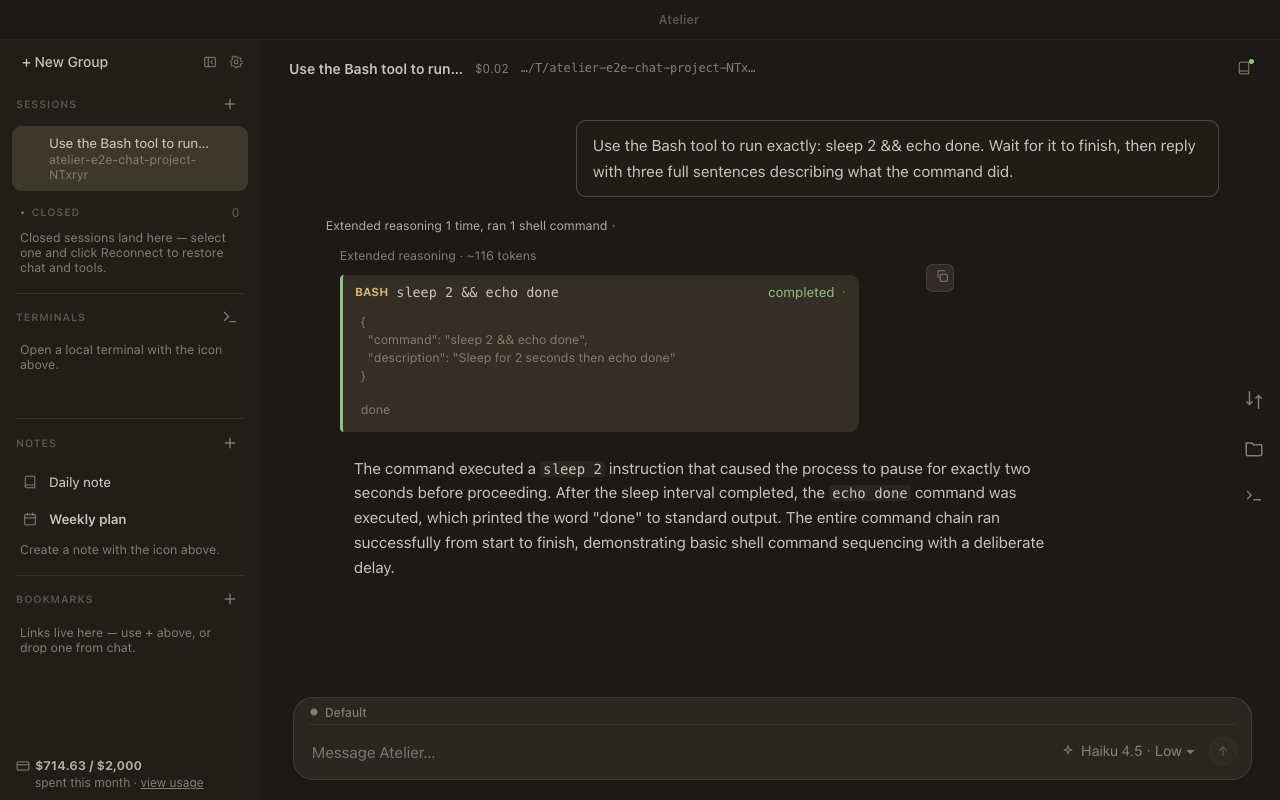 Atelier
+ New Group
SESSIONS
Use the Bash tool to run...
atelier-e2e-chat-project-
NTxryr
CLOSED
0
Closed sessions land here — select
one and click Reconnect to restore
chat and tools.
TERMINALS
Open a local terminal with the icon
above.
NOTES
Daily note
Weekly plan
Create a note with the icon above.
BOOKMARKS
Links live here — use + above, or
drop one from chat.
$714.63 / $2,000
spent this month · view usage
Use the Bash tool to run... $0.02 …/T/atelier-e2e-chat-project-NTx…
Use the Bash tool to run exactly: sleep 2 && echo done. Wait for it to finish, then reply
with three full sentences describing what the command did.
Extended reasoning 1 time, ran 1 shell command ·
Extended reasoning · ~116 tokens
BASH sleep 2 && echo done completed ·
{
"command": "sleep 2 && echo done",
"description": "Sleep for 2 seconds then echo done"
}
done
The command executed a sleep 2 instruction that caused the process to pause for exactly two
seconds before proceeding. After the sleep interval completed, the echo done command was
executed, which printed the word "done" to standard output. The entire command chain ran
successfully from start to finish, demonstrating basic shell command sequencing with a deliberate
delay.
Default
Message Atelier...
Haiku 4.5 · Low